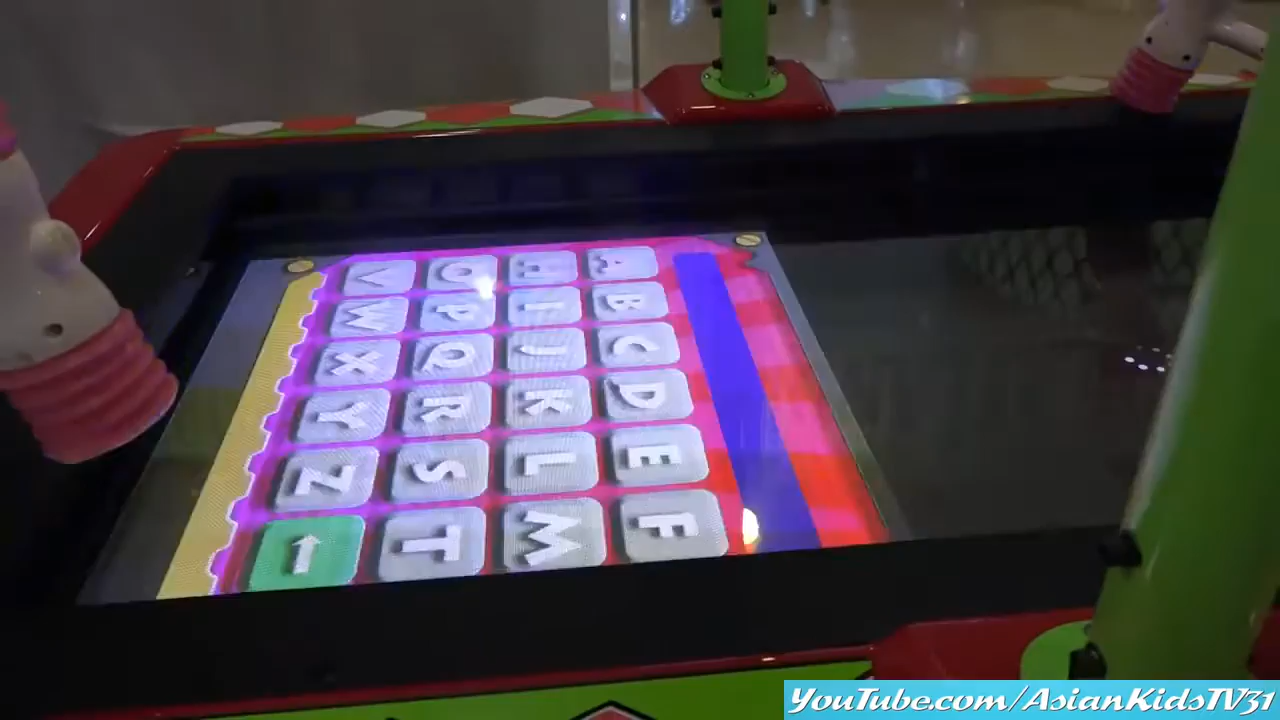 A B C D E F
H I J K L M
O P Q R S T
V W X Y Z ←
YouTube.com/AsianKidsTV31